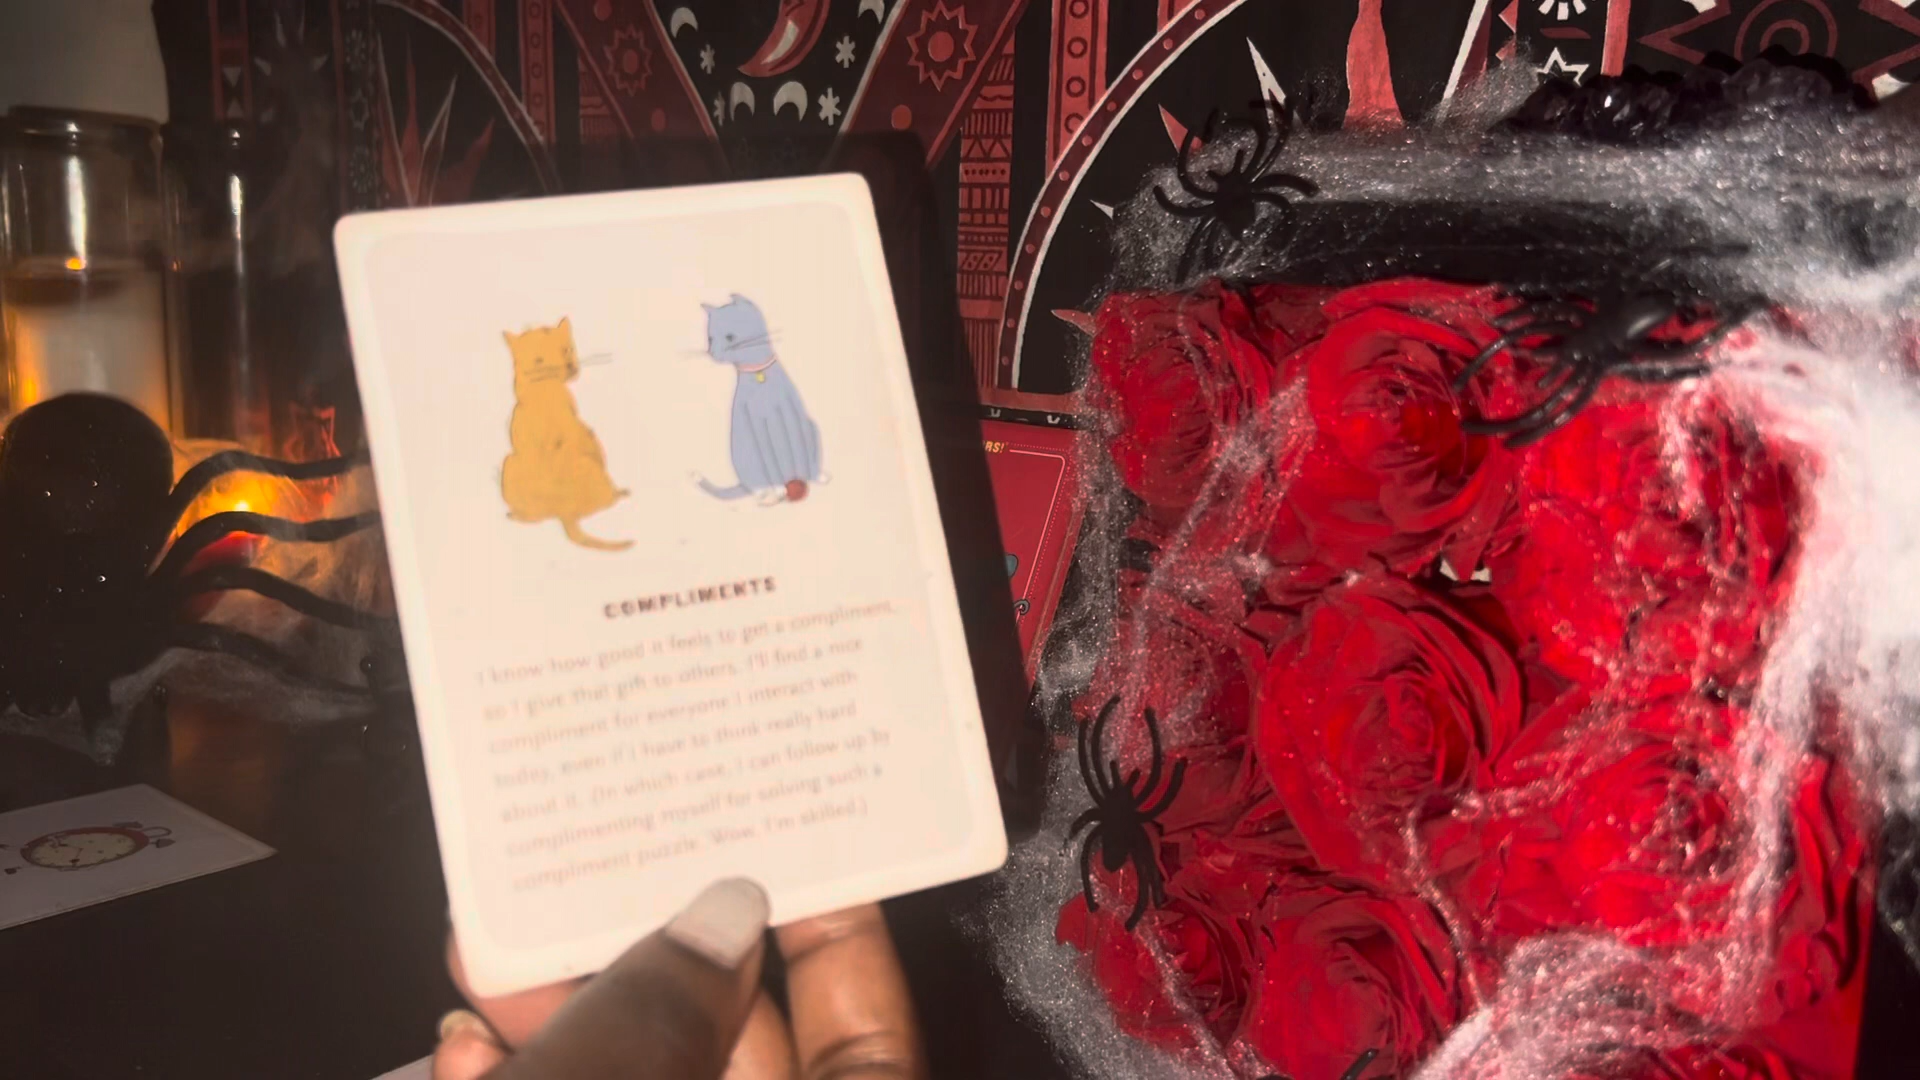 COMPLIMENTS
I know how good it feels to get a compliment,
so I give that gift to others. I'll find a nice
compliment for everyone I interact with
today, even if I have to think really hard
about it. (In which case, I can follow up by
complimenting myself for solving such a
compliment puzzle. Wow. I'm skilled.)
RS!